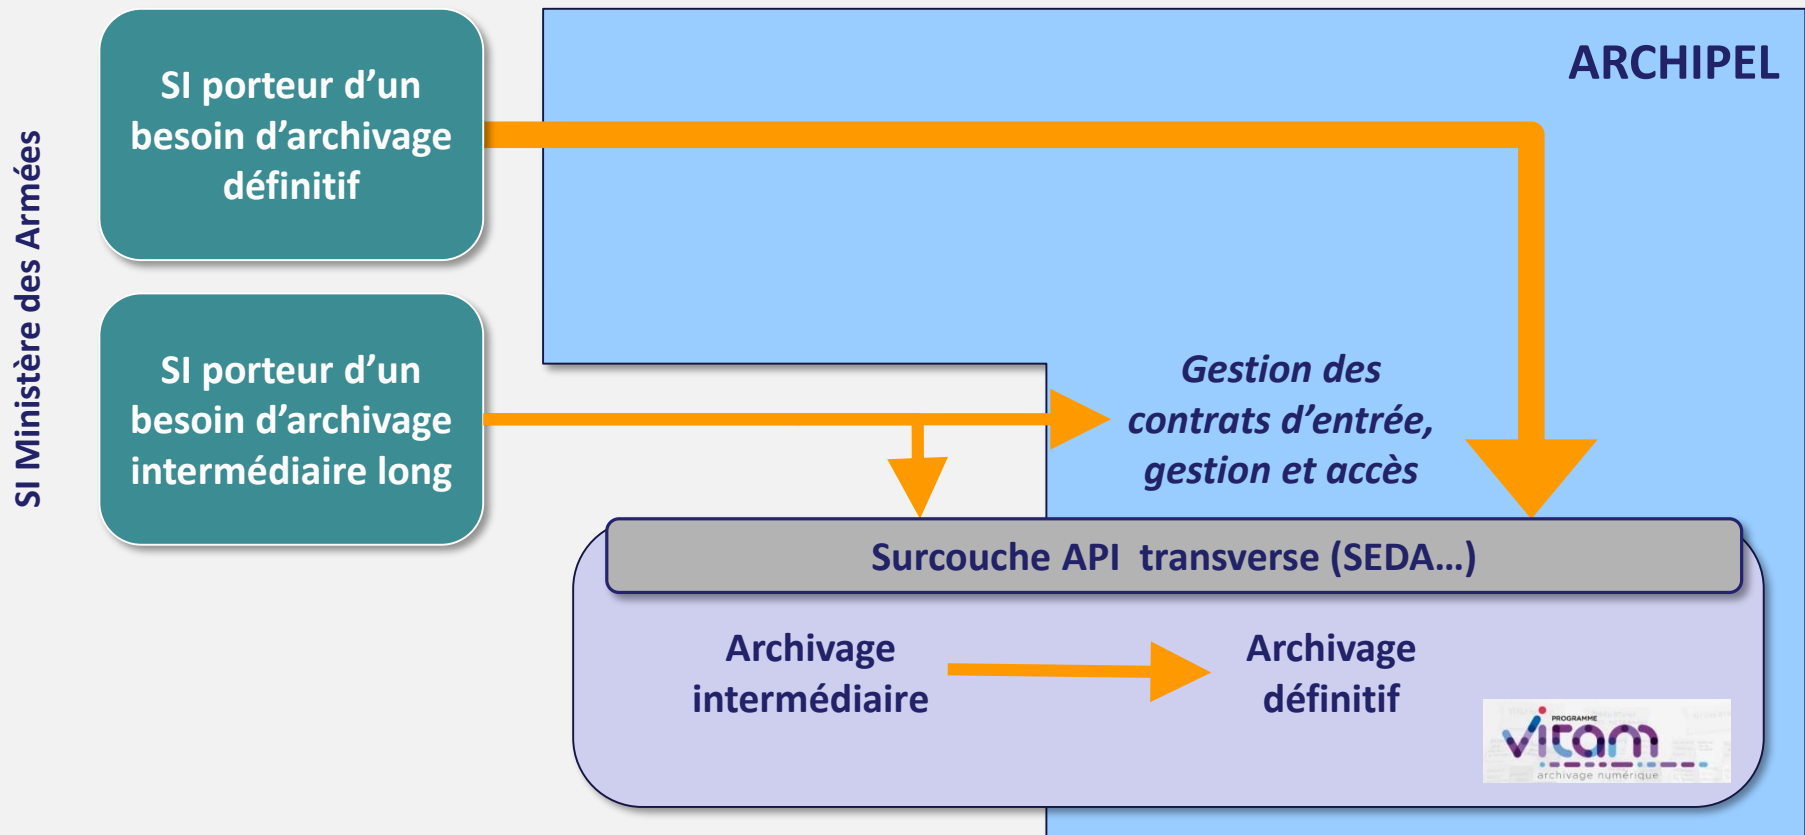 SI Ministère des Armées
SI porteur d’un
besoin d’archivage
définitif
ARCHIPEL
SI porteur d’un
besoin d’archivage
intermédiaire long
Gestion des
contrats d’entrée,
gestion et accès
Surcouche API  transverse (SEDA…)
Archivage
intermédiaire
Archivage
définitif
PROGRAMME
vitam
archivage numérique